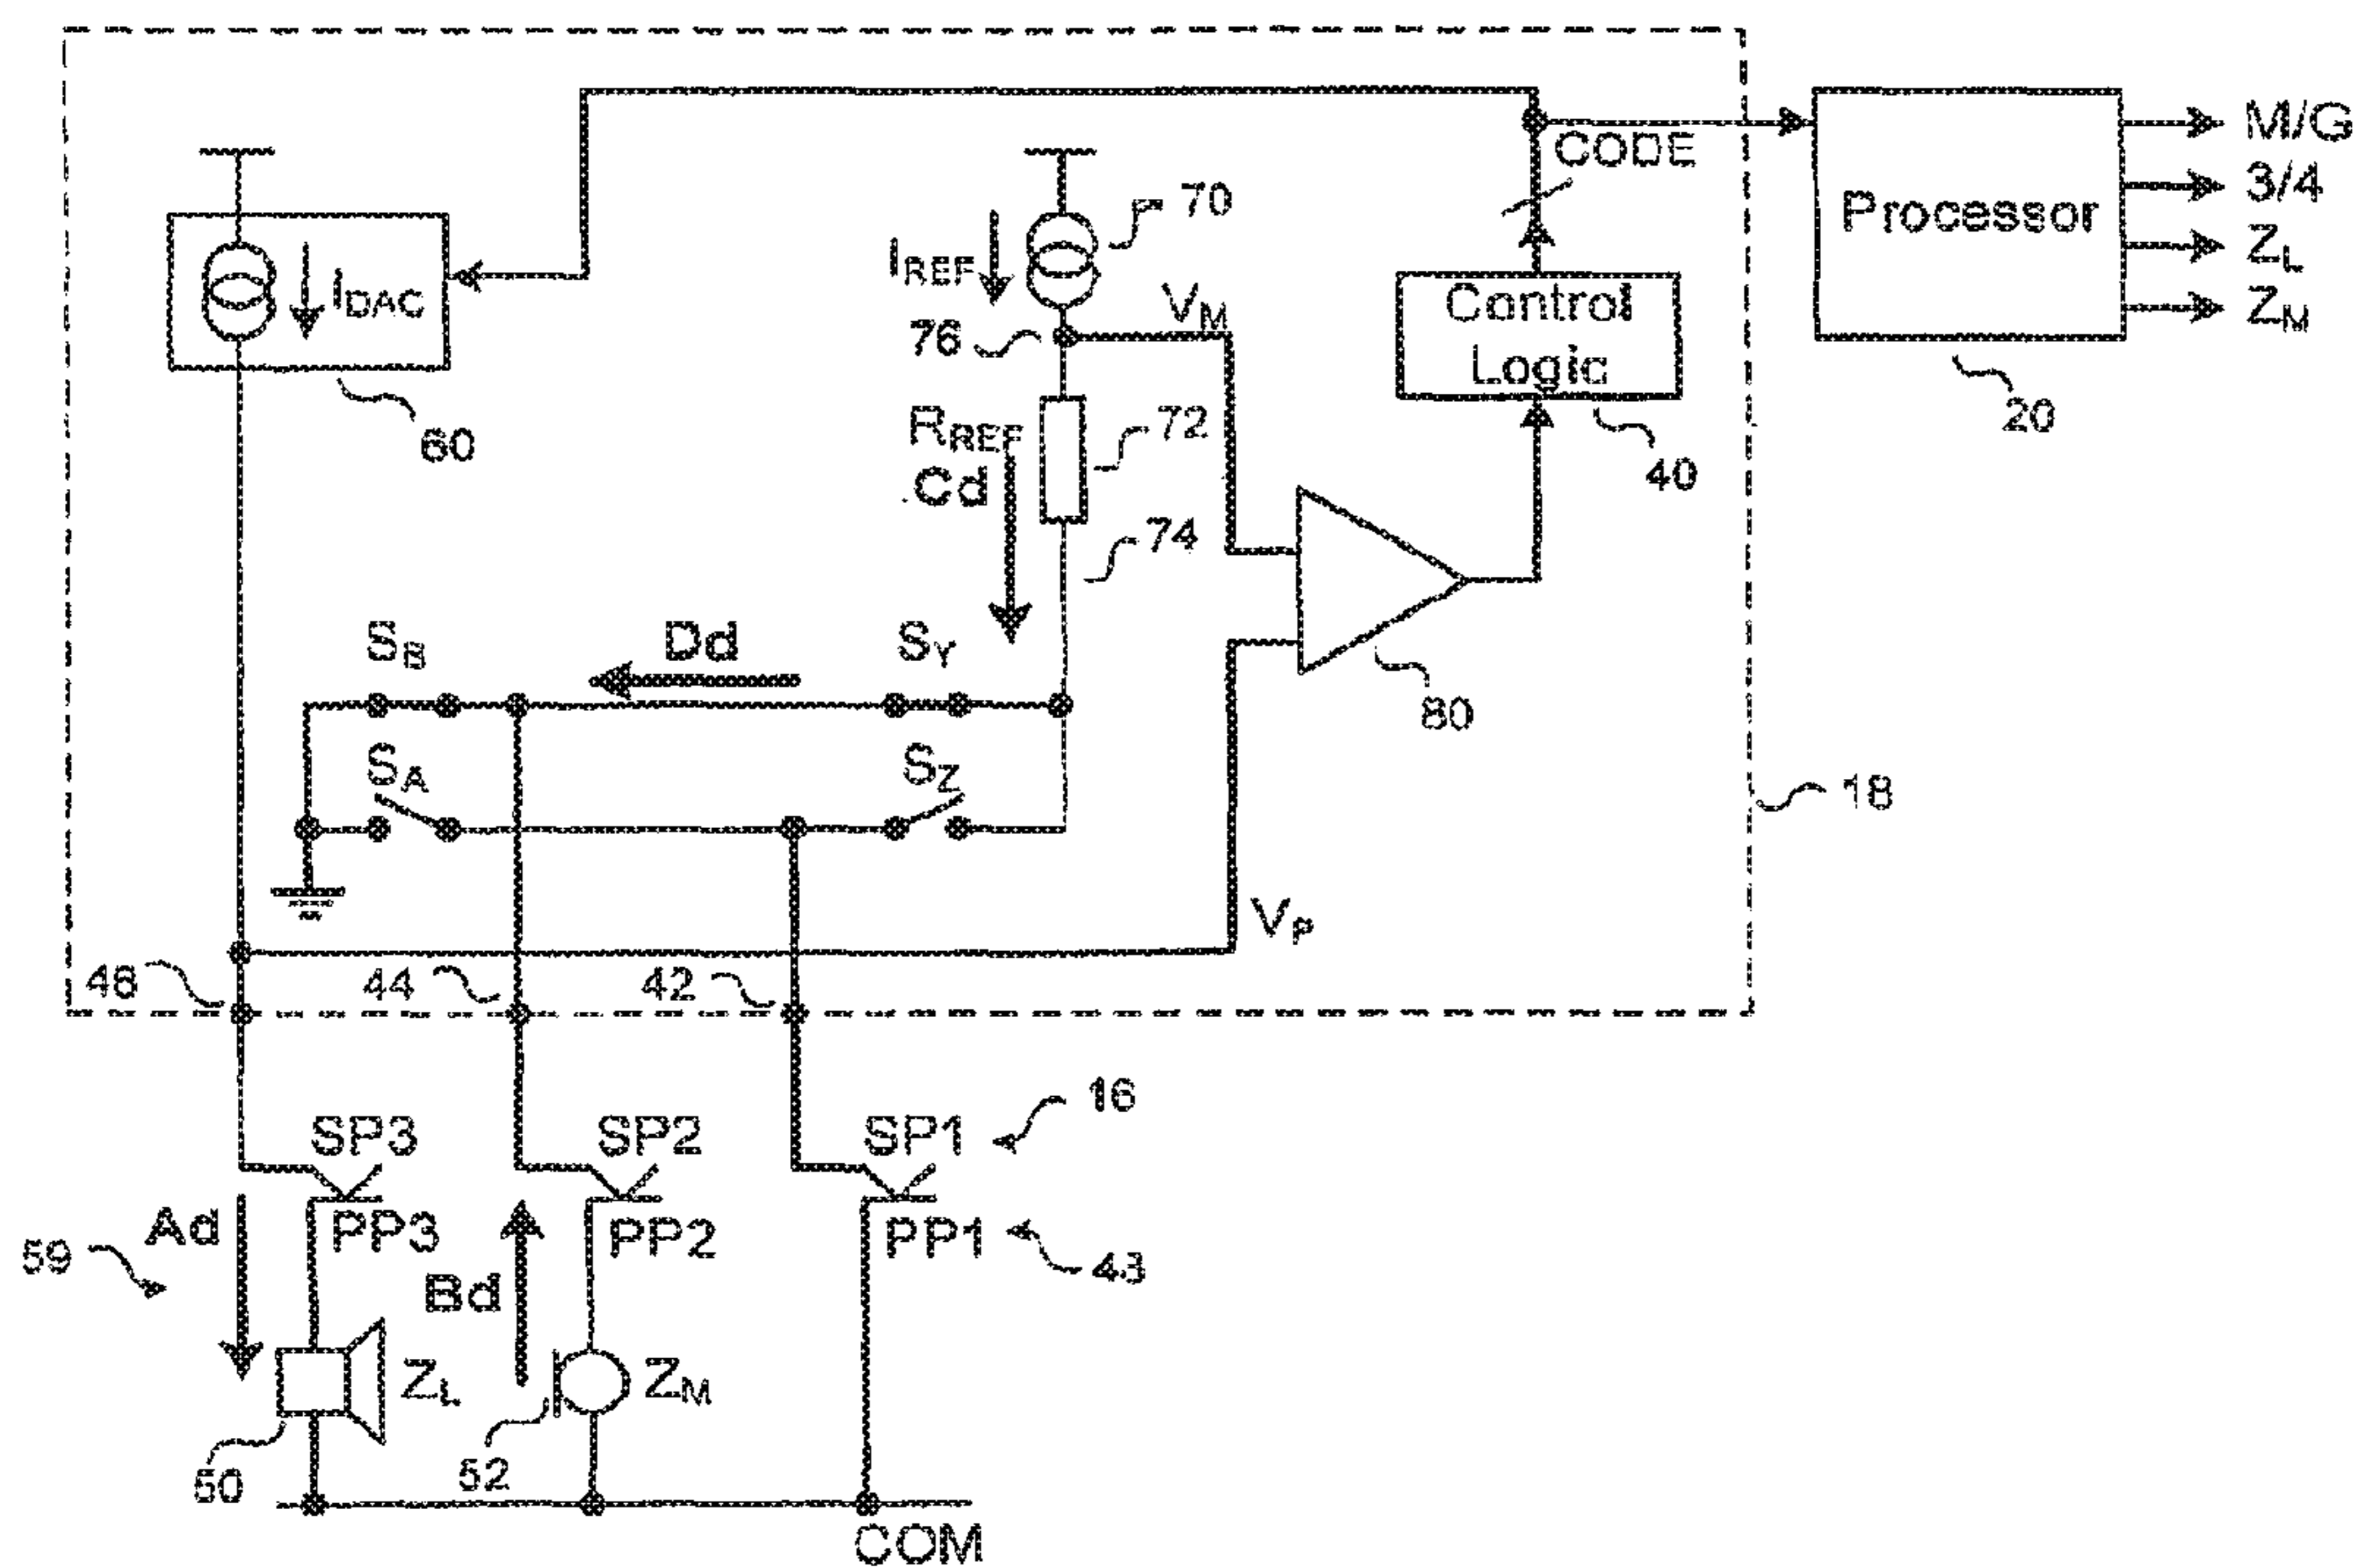 CODE
Processor
M/G
3/4
ZL
ZM
20
IDAC
60
IREF
70
76
VM
RREF
72
Cd
74
Control
Logic
40
80
SB
Dd
SY
SA
SZ
18
VP
48
44
42
SP3
SP2
SP1
16
Ad
PP3
PP2
PP1
43
59
Bd
ZL
ZM
50
52
COM